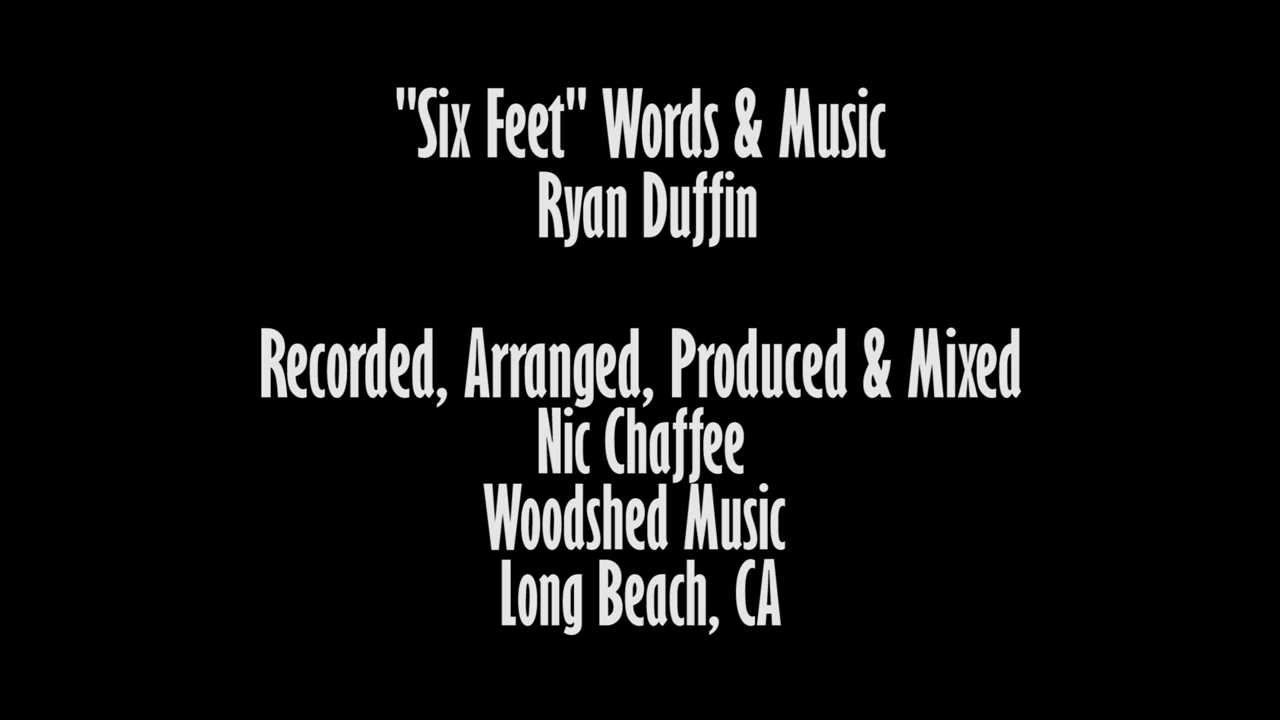 "Six Feet" Words & Music
Ryan Duffin
Recorded, Arranged, Produced & Mixed
Nic Chaffee
Woodshed Music
Long Beach, CA